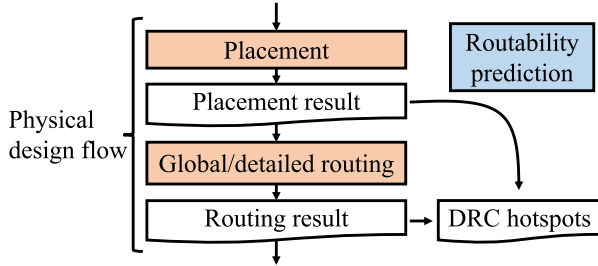 Placement
Routability
prediction
Placement result
Physical
design flow
Global/detailed routing
Routing result
DRC hotspots